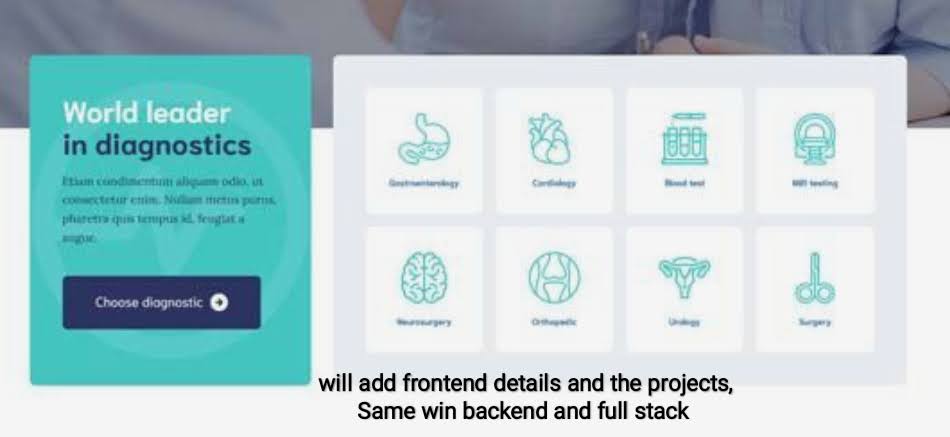 World leader
in diagnostics
Etiam condimentum aliquam odio, ut
consectetur enim. Nullam metus purus,
pharetra quis tempus id, feugiat a
augue.
Choose diagnostic
Gastroenterology
Cardiology
Blood test
MRI testing
Neurosurgery
Orthopedic
Urology
Surgery
will add frontend details and the projects,
Same win backend and full stack